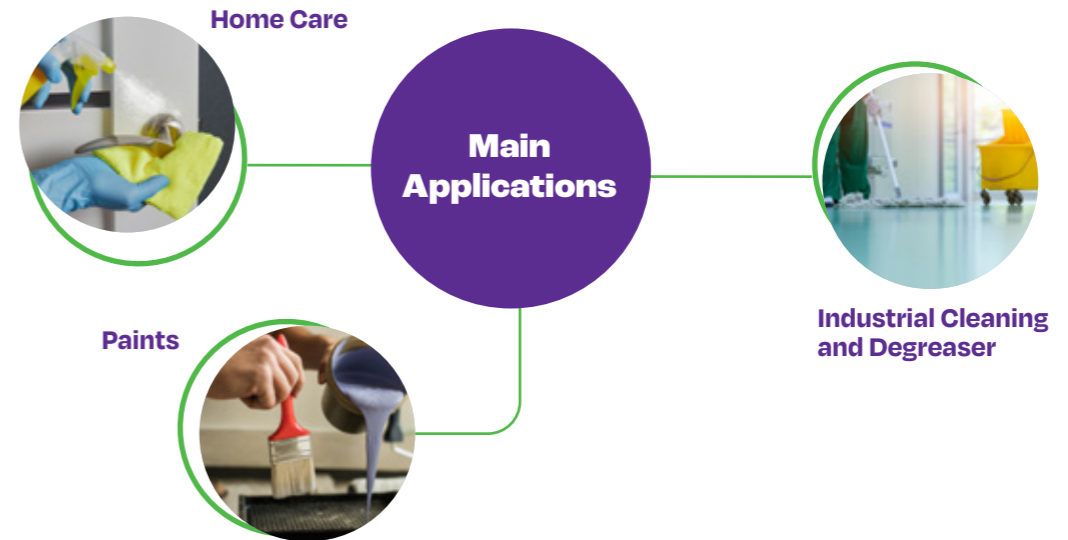 Home Care
Main
Applications
Industrial Cleaning
and Degreaser
Paints